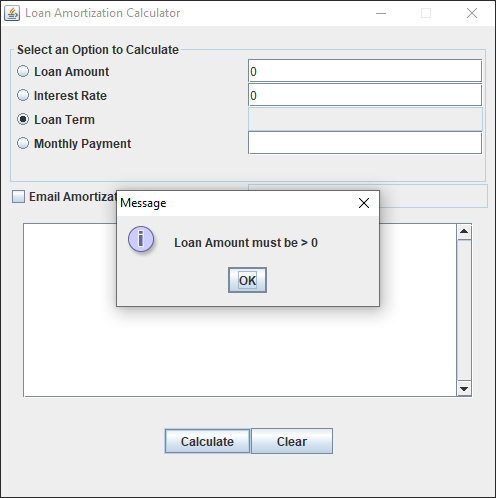 Loan Amortization Calculator
Select an Option to Calculate
Loan Amount 0
Interest Rate 0
Loan Term
Monthly Payment
Email
Message
Loan Amount must be > 0
OK
Calculate Clear